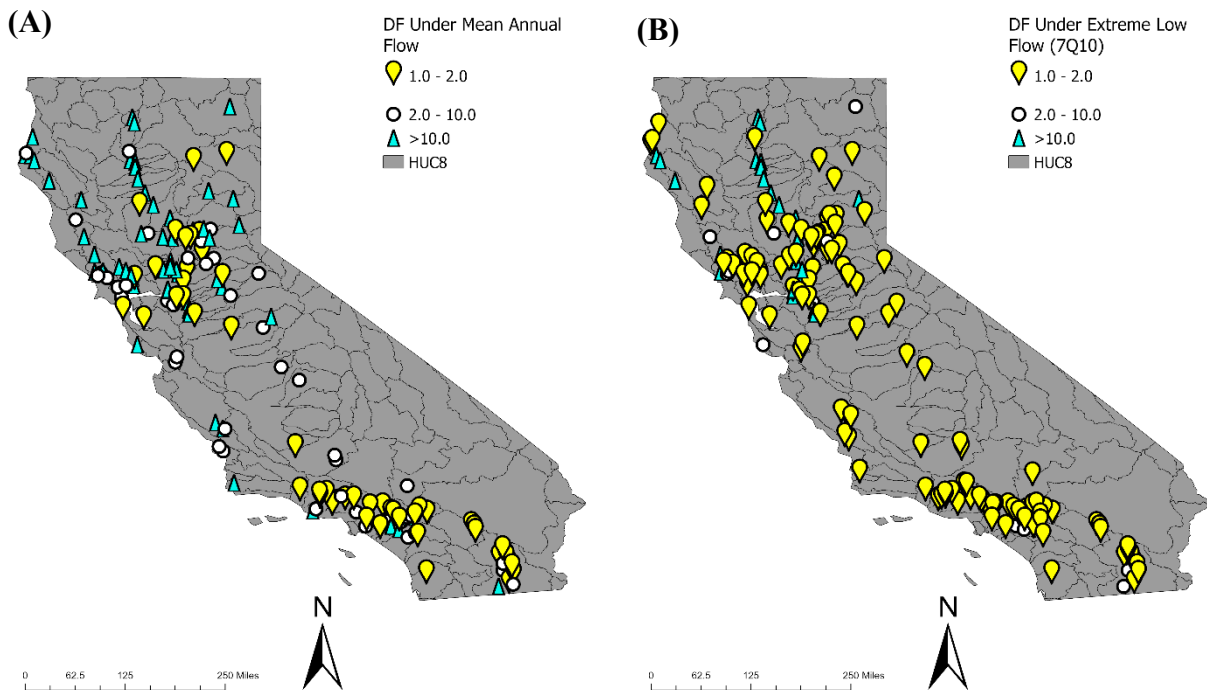 (A)
DF Under Mean Annual
Flow
1.0 - 2.0
2.0 - 10.0
>10.0
HUC8
N
0 62.5 125 250 Miles
(B)
DF Under Extreme Low
Flow (7Q10)
1.0 - 2.0
2.0 - 10.0
>10.0
HUC8
N
0 62.5 125 250 Miles